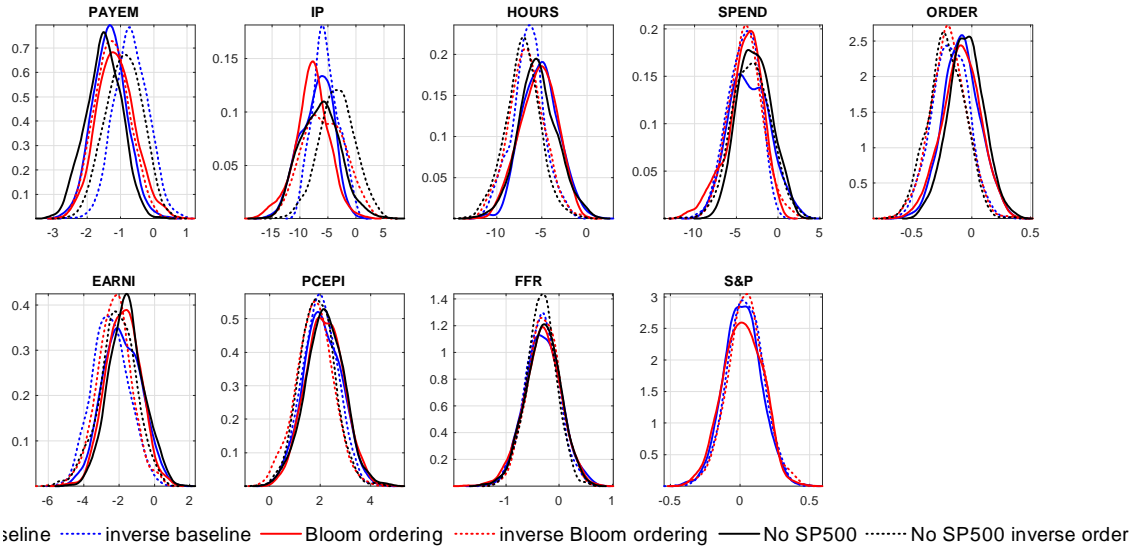 PAYEM IP HOURS SPEND ORDER
0.7 0.15 0.2 0.2 2.5
0.6 0.15 2
0.5 0.1 0.15
0.4 0.1 1.5
0.3 0.1 1
0.2 0.05 0.05 0.05 0.5
0.1
-3 -2 -1 0 1 -15 -10 -5 0 5 -10 -5 0 -10 -5 0 5 -0.5 0 0.5
EARNI PCEPI FFR S&P
0.4 0.5 1.4 3
0.3 0.4 1.2 2.5
1 2
0.2 0.3 0.8 1.5
0.2 0.6 1
0.1 0.1 0.4 0.5
0.2
-6 -4 -2 0 2 0 2 4 -1 0 1 -0.5 0 0.5
seline inverse baseline Bloom ordering inverse Bloom ordering No SP500 No SP500 inverse order